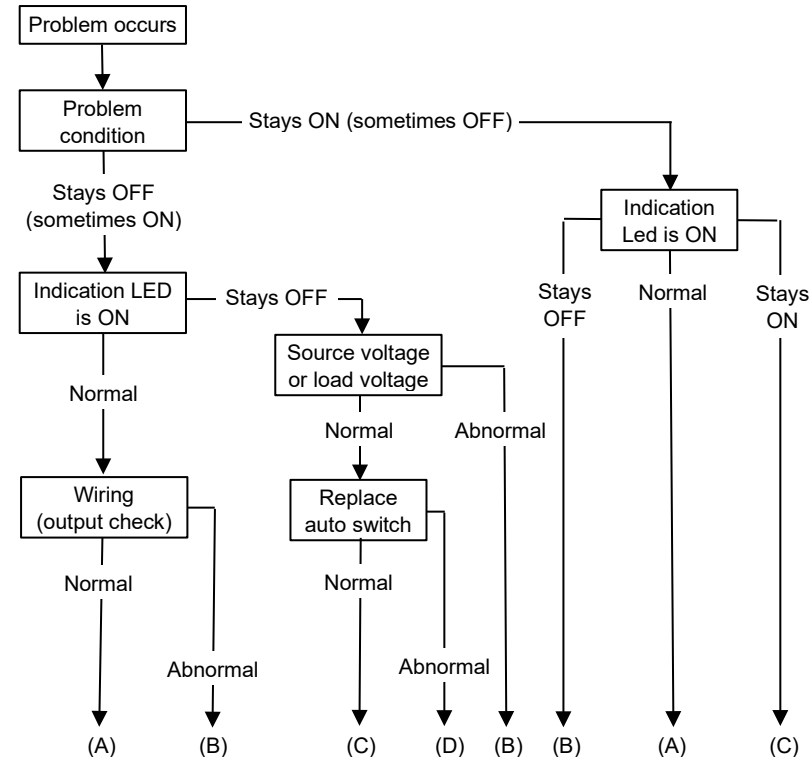 Problem occurs
Problem
condition
Stays ON (sometimes OFF)
Stays OFF
(sometimes ON)
Indication
Led is ON
Indication LED
is ON
Stays OFF
Stays
OFF
Normal
Stays
ON
Source voltage
or load voltage
Normal
Normal
Abnormal
Wiring
(output check)
Replace
auto switch
Normal
Normal
Abnormal
Abnormal
(A)
(B)
(C)
(D)
(B)
(B)
(A)
(C)